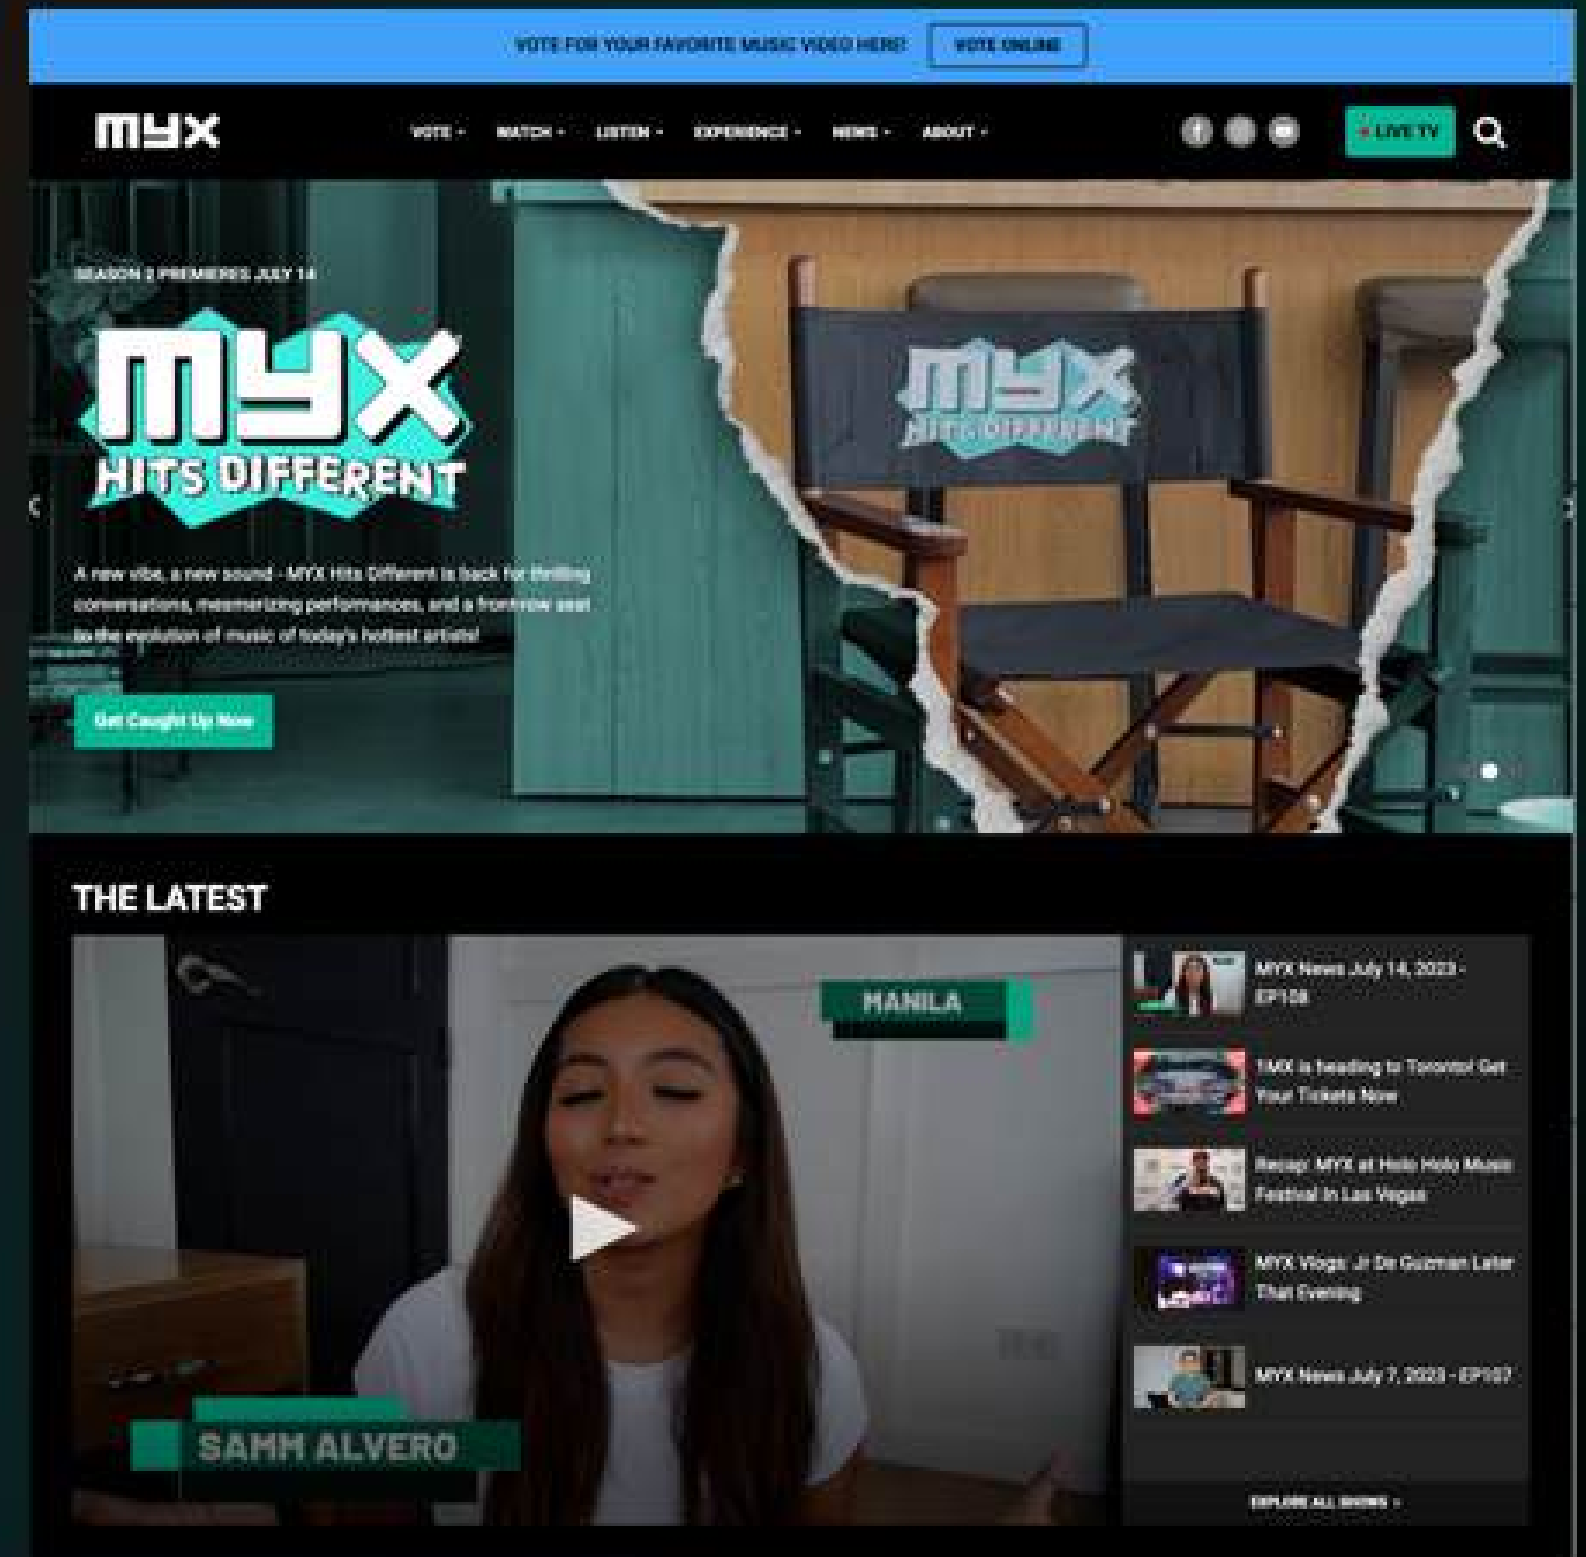 VOTE FOR YOUR FAVORITE MUSIC VIDEO HERE!
VOTE ONLINE
myx
VOTE
WATCH
LISTEN
EXPERIENCE
NEWS
ABOUT
LIVE TV
SEASON 2 PREMIERES JULY 14
myx
HITS DIFFERENT
myx
HITS DIFFERENT
A new vibe, a new sound - MYX Hits Different is back for thrilling
conversations, mesmerizing performances, and a front-row seat
to the evolution of music of today's hottest artists!
Get Caught Up Now
THE LATEST
MANILA
SAMM ALVERO
MYX News July 14, 2023 -
EP108
is heading to Toronto! Get
Your Tickets Now
Recap: MYX at Holo Holo Music
Festival in Las Vegas
MYX Vlogs: Jr De Guzman Later
That Evening
MYX News July 7, 2023 - EP107
EXPLORE ALL SHOWS